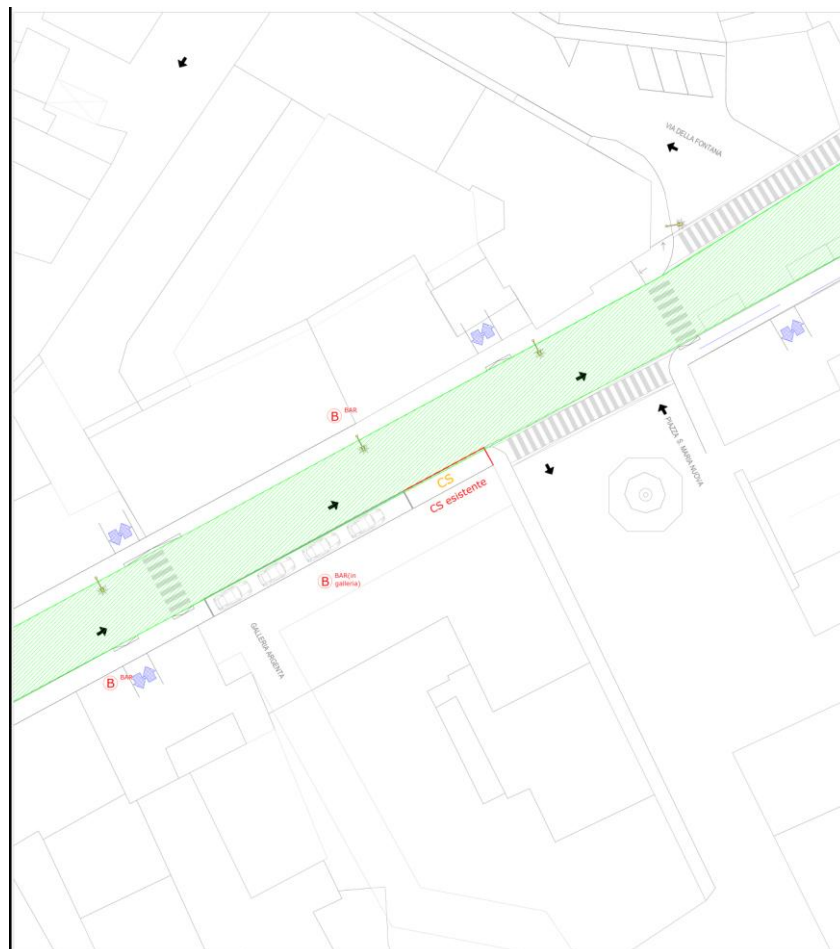 VIA DELLA FONTANA
B BAR
PIAZZA S. MARIA NUOVA
CS
CS esistente
B BAR(in
galleria)
GALLERIA ARGENTA
B BAR